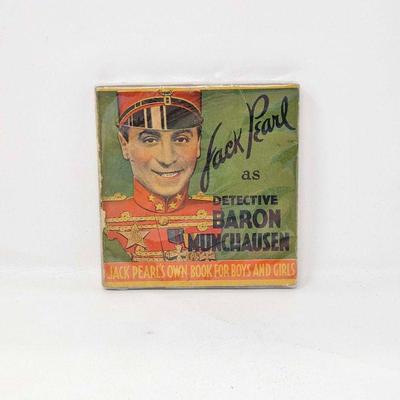 Jack Pearl
as
DETECTIVE
BARON
MUNCHAUSEN
JACK PEARL'S OWN BOOK FOR BOYS AND GIRLS